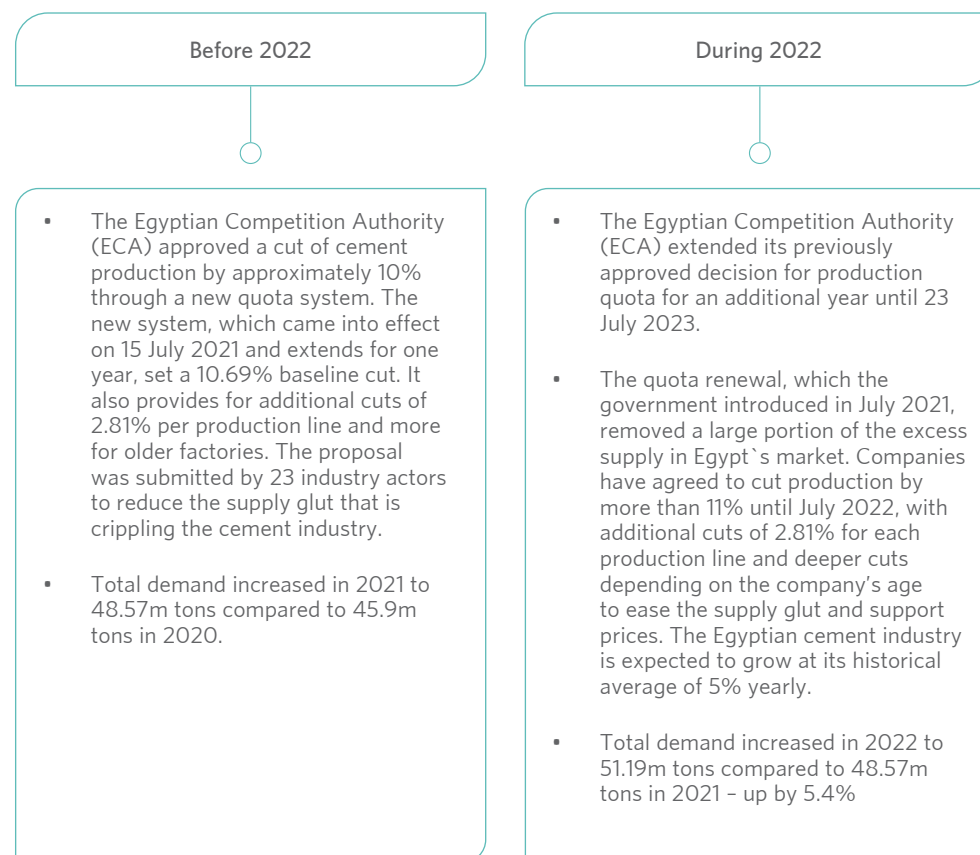 Before 2022
• The Egyptian Competition Authority
(ECA) approved a cut of cement
production by approximately 10%
through a new quota system. The
new system, which came into effect
on 15 July 2021 and extends for one
year, set a 10.69% baseline cut. It
also provides for additional cuts of
2.81% per production line and more
for older factories. The proposal
was submitted by 23 industry actors
to reduce the supply glut that is
crippling the cement industry.
• Total demand increased in 2021 to
48.57m tons compared to 45.9m
tons in 2020.
During 2022
• The Egyptian Competition Authority
(ECA) extended its previously
approved decision for production
quota for an additional year until 23
July 2023.
• The quota renewal, which the
government introduced in July 2021,
removed a large portion of the excess
supply in Egypt`s market. Companies
have agreed to cut production by
more than 11% until July 2022, with
additional cuts of 2.81% for each
production line and deeper cuts
depending on the company’s age
to ease the supply glut and support
prices. The Egyptian cement industry
is expected to grow at its historical
average of 5% yearly.
• Total demand increased in 2022 to
51.19m tons compared to 48.57m
tons in 2021 – up by 5.4%